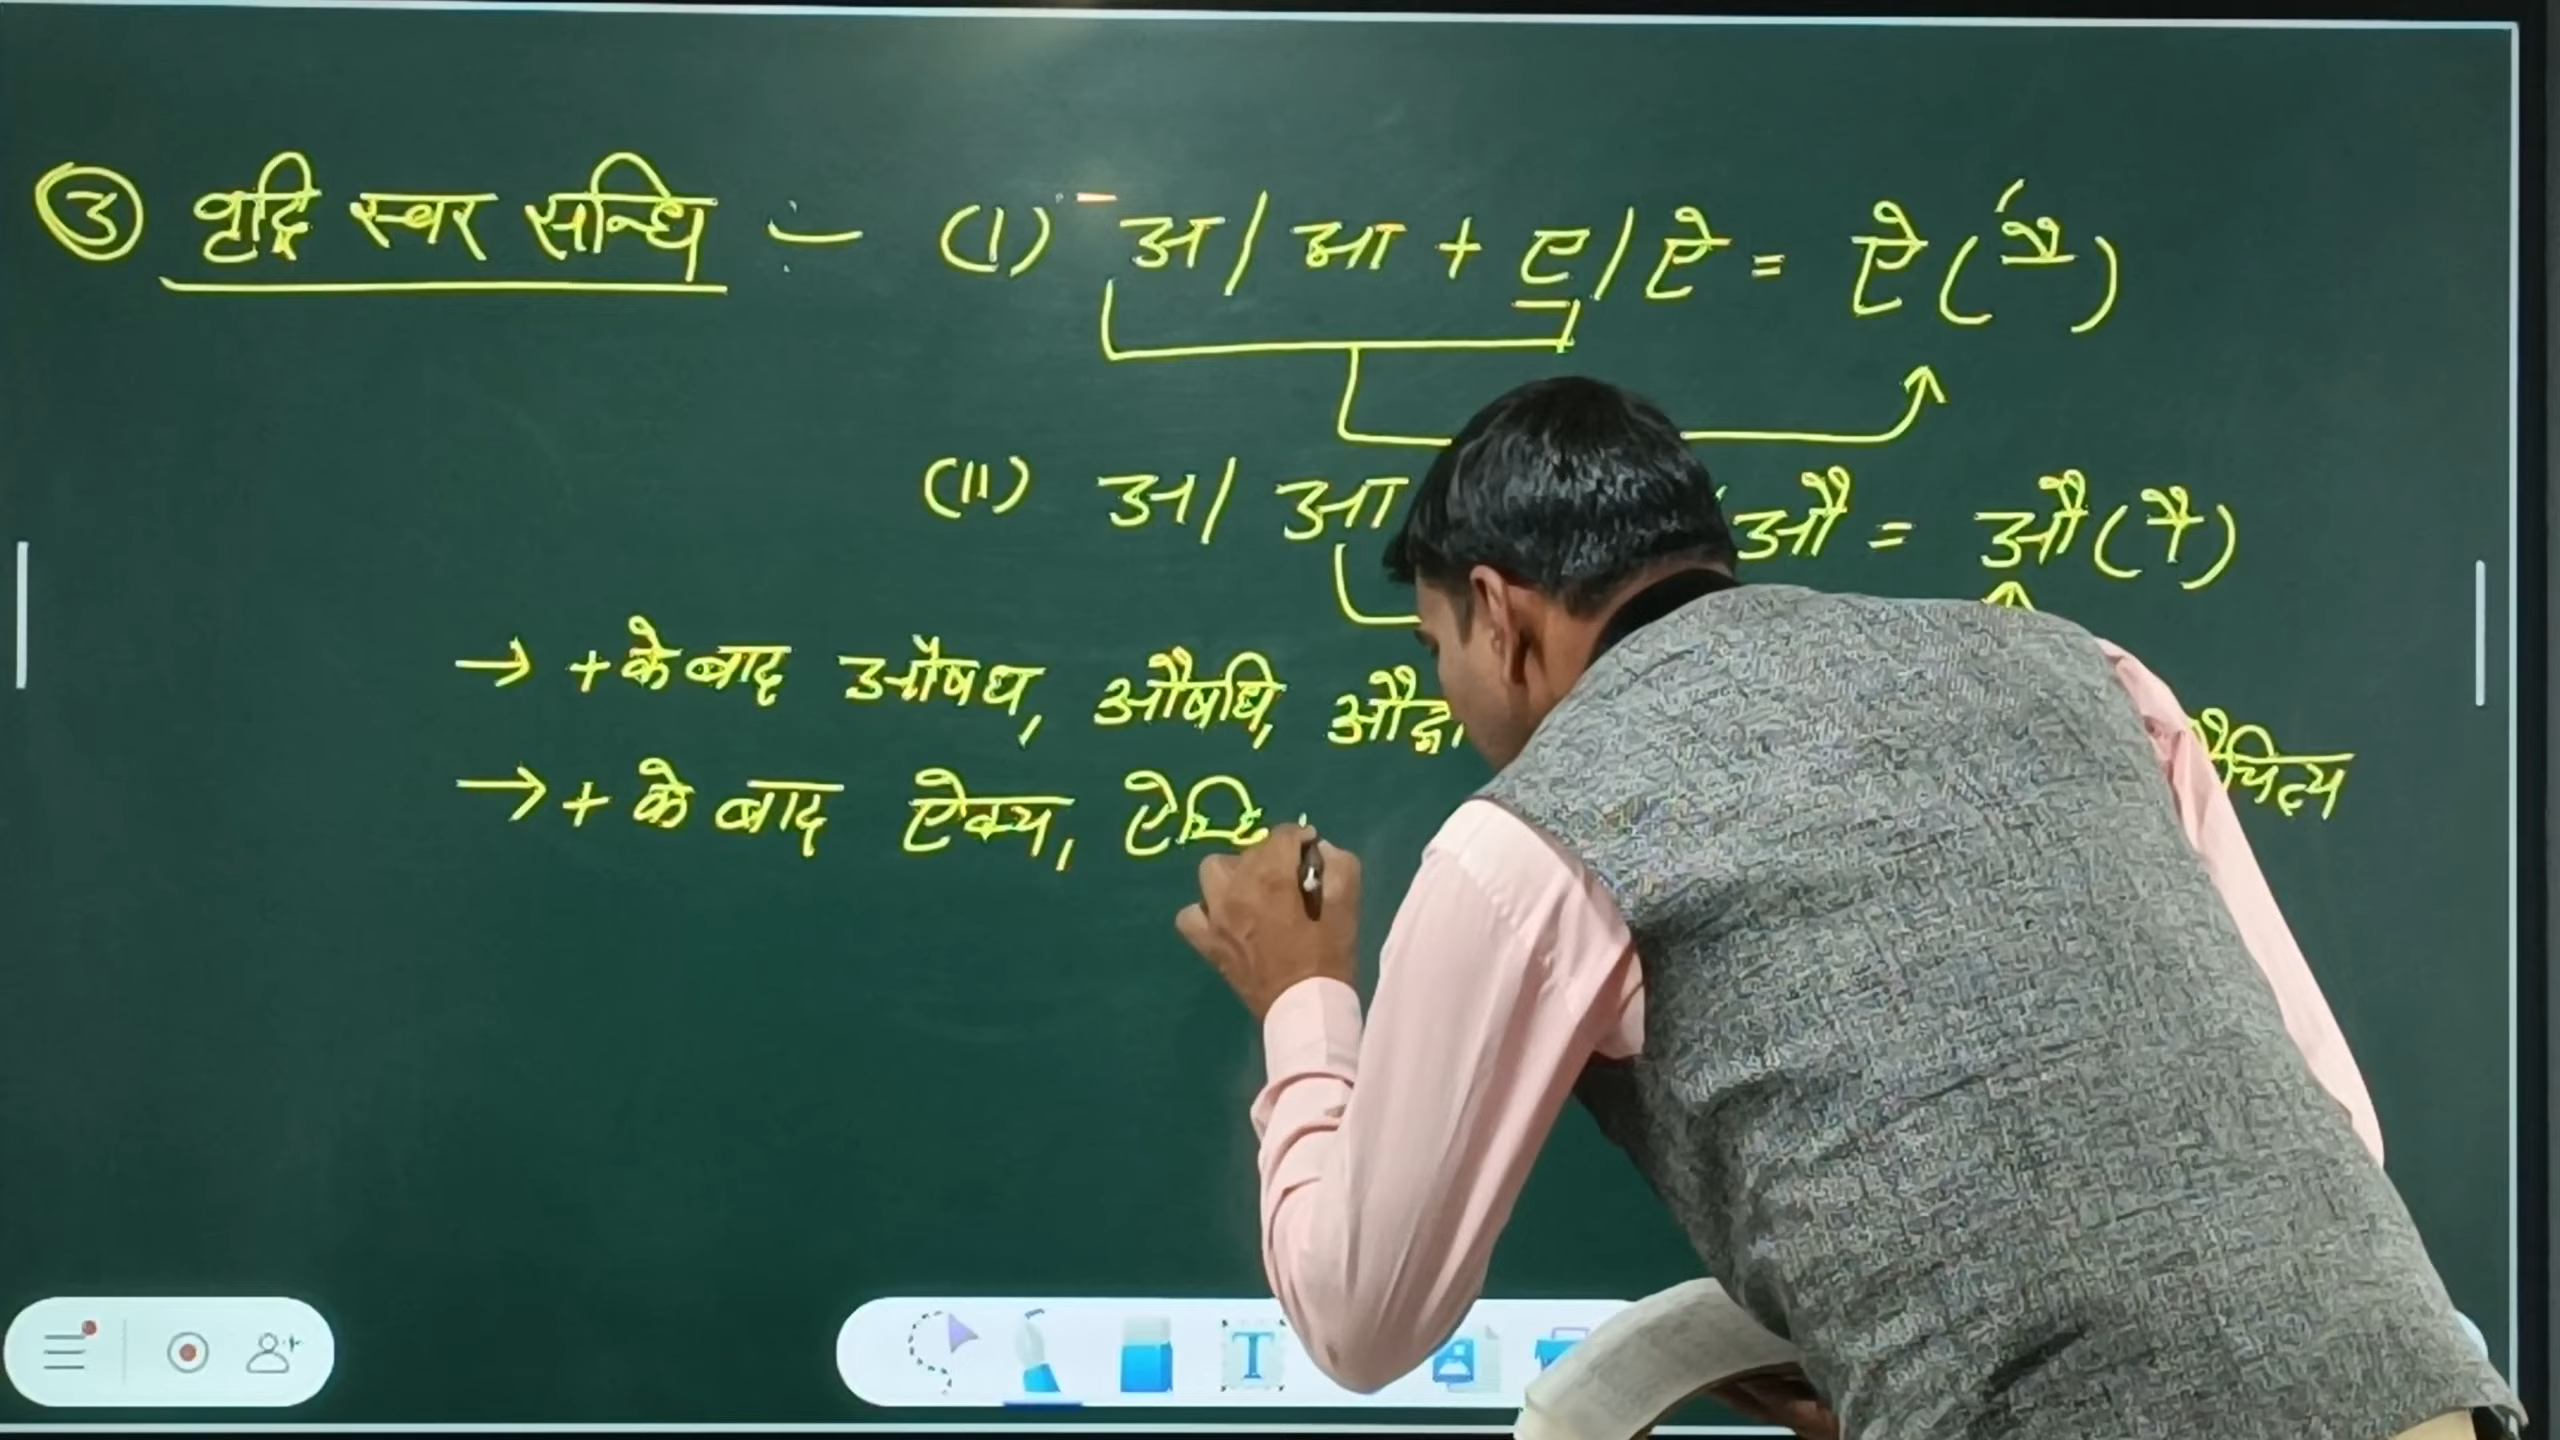 ③ वृद्धि स्वर सन्धि :- (I) अ/आ + ए/ऐ = ऐ (ै)
(II) अ/आ औ = औ (ौ)
→ + के बाद औषध, औषधि,
→ + के बाद ऐक्य,
T